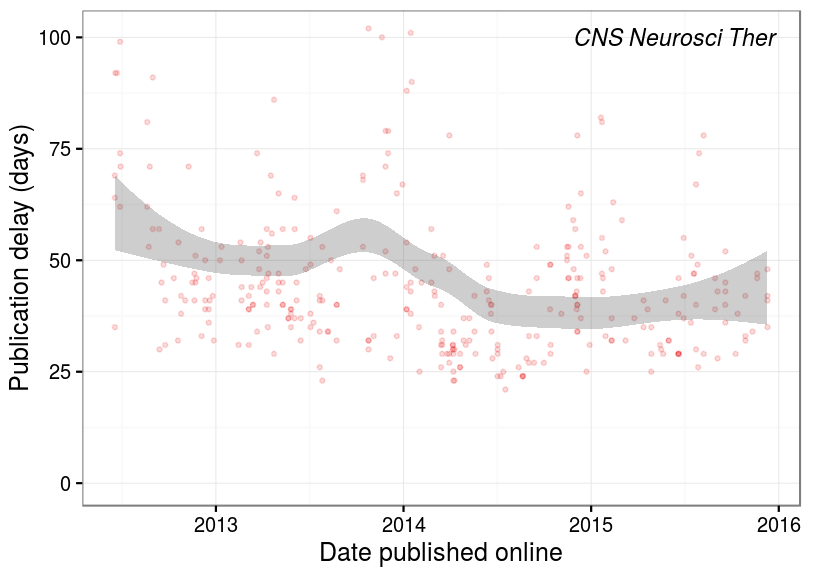 CNS Neurosci Ther
Publication delay (days)
100
75
50
25
0
2013 2014 2015 2016
Date published online